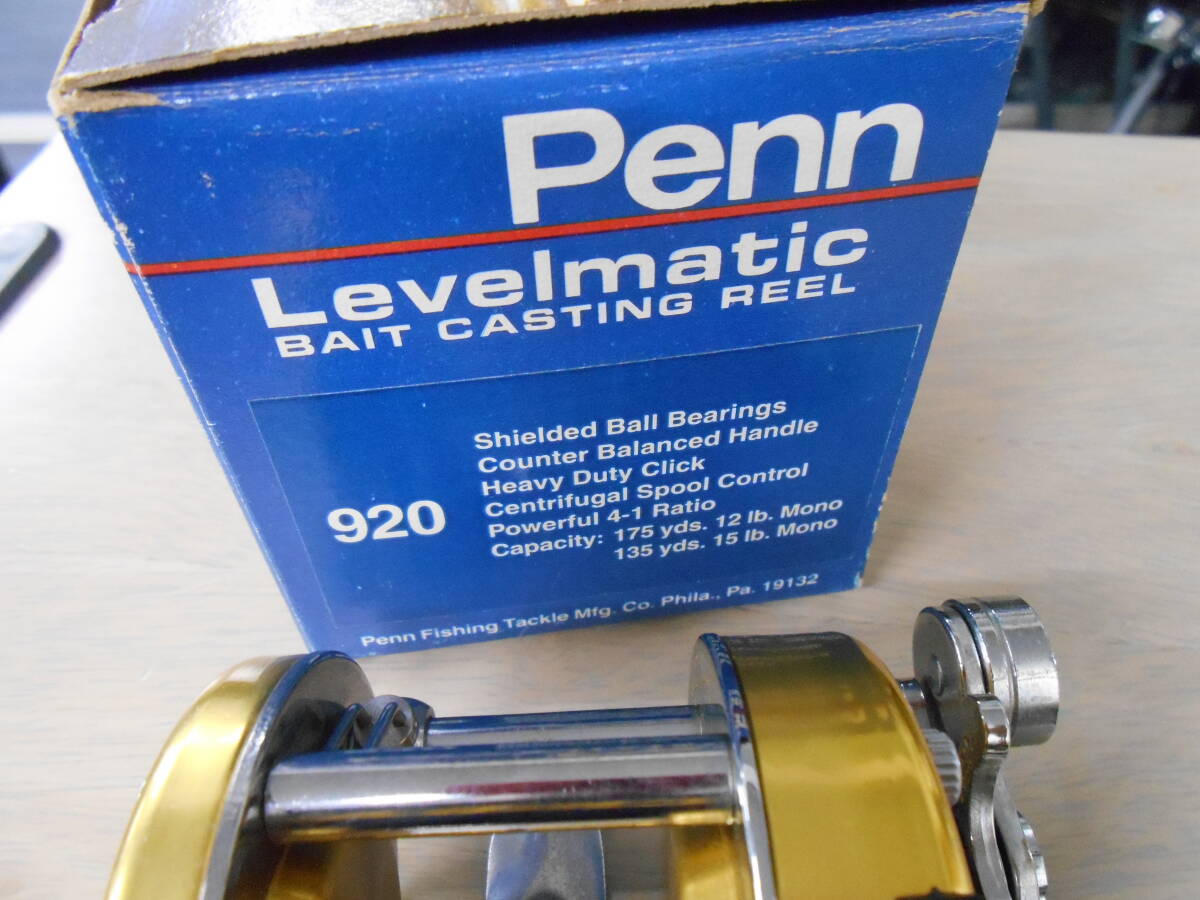 Penn
Levelmatic
BAIT CASTING REEL
920
Shielded Ball Bearings
Counter Balanced Handle
Heavy Duty Click
Centrifugal Spool Control
Powerful 4-1 Ratio
Capacity: 175 yds. 12 lb. Mono
135 yds. 15 lb. Mono
Penn Fishing Tackle Mfg. Co. Phila., Pa. 19132